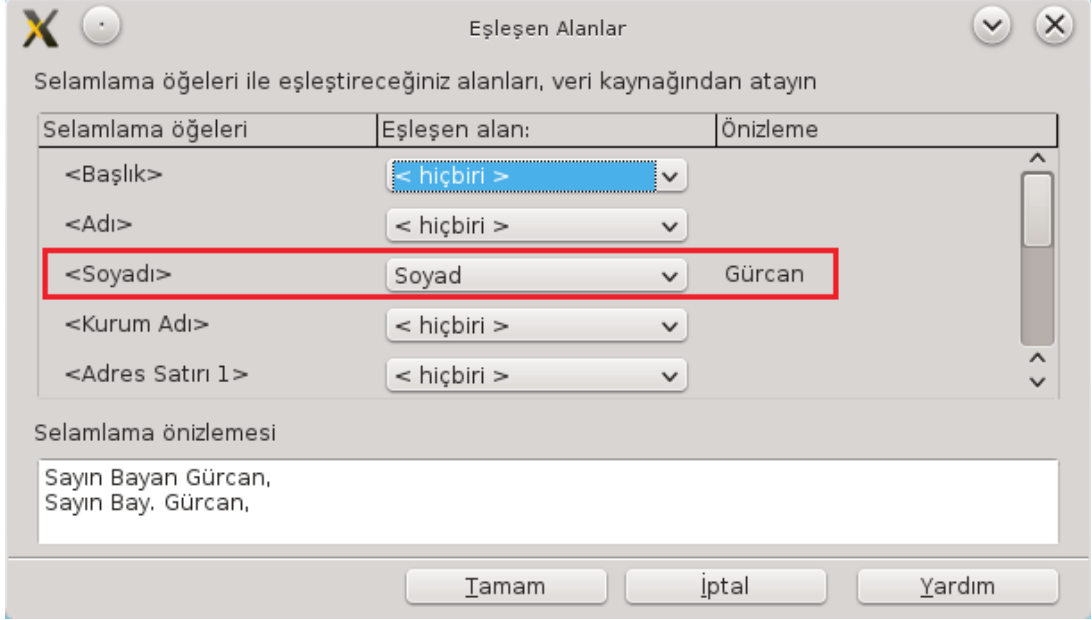 Eşleşen Alanlar
Selamlama öğeleri ile eşleştireceğiniz alanları, veri kaynağından atayın
Selamlama öğeleri Eşleşen alan: Önizleme
<Başlık> < hiçbiri >
<Adı> < hiçbiri >
<Soyadı> Soyad Gürcan
<Kurum Adı> < hiçbiri >
<Adres Satırı 1> < hiçbiri >
Selamlama önizlemesi
Sayın Bayan Gürcan,
Sayın Bay. Gürcan,
Tamam İptal Yardım